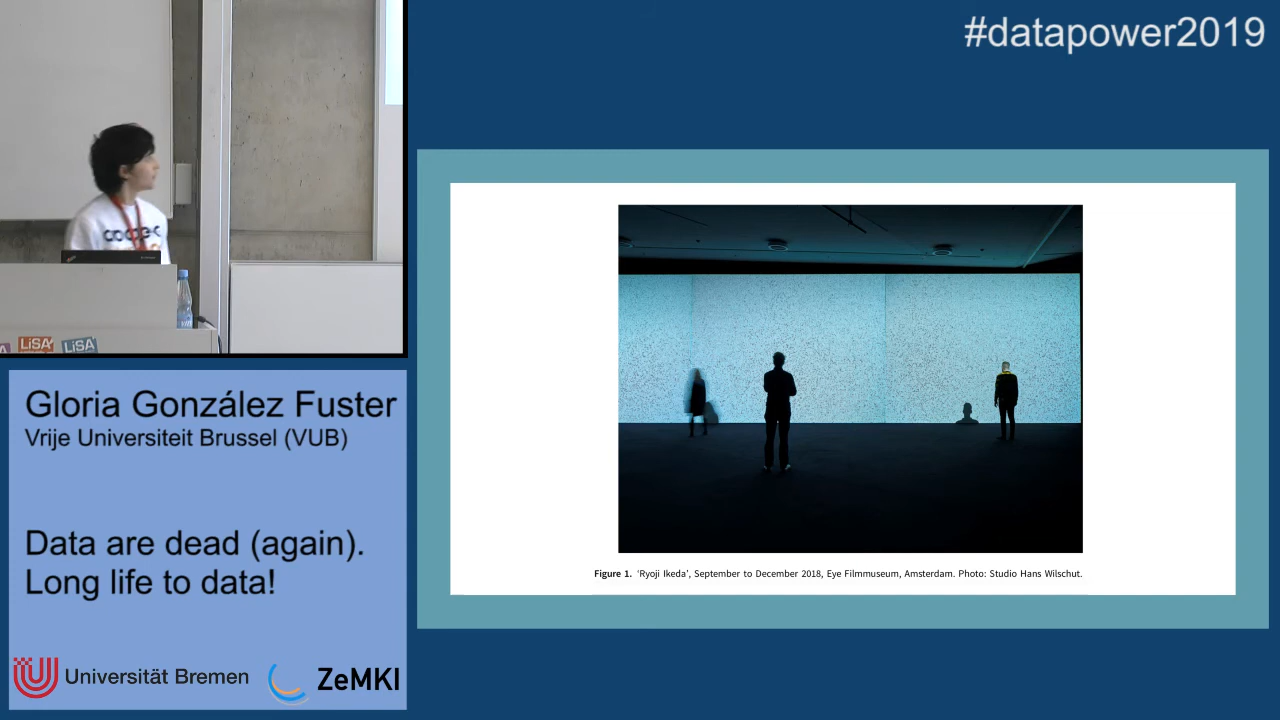 #datapower2019
LiSA
LiSA
Gloria González Fuster
Vrije Universiteit Brussel (VUB)
Data are dead (again).
Long life to data!
Universität Bremen
ZeMKI
Figure 1. ‘Ryoji Ikeda’, September to December 2018, Eye Filmmuseum, Amsterdam. Photo: Studio Hans Wilschut.